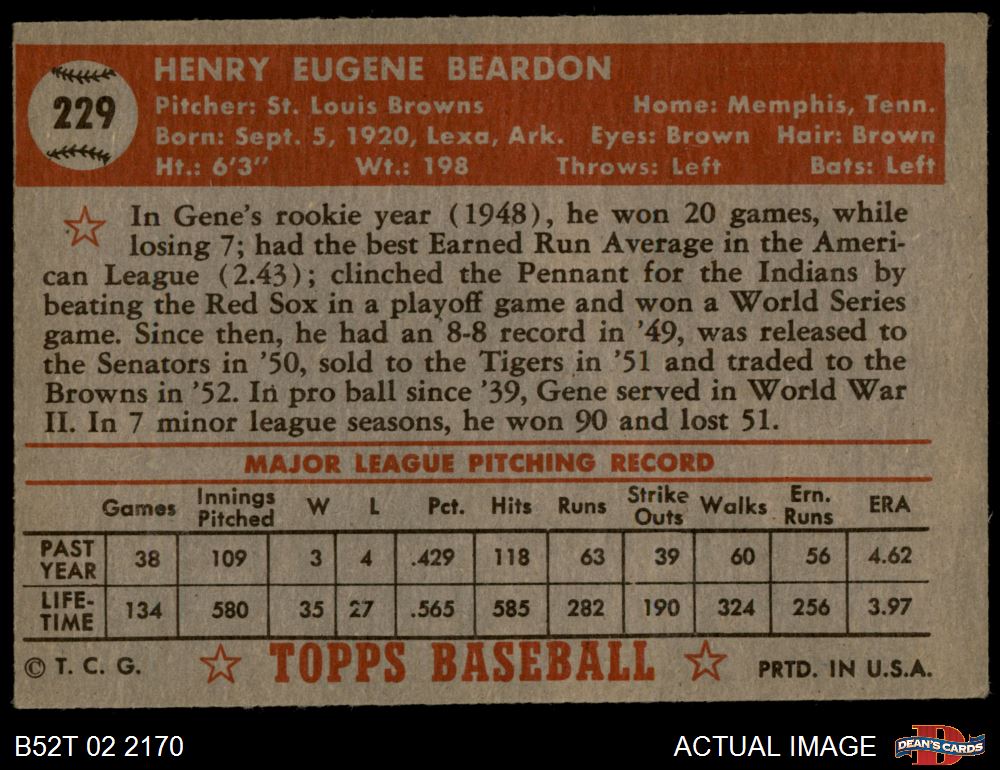 HENRY EUGENE BEARDON
229
Pitcher: St. Louis Browns Home: Memphis, Tenn.
Born: Sept. 5, 1920, Lexa, Ark. Eyes: Brown Hair: Brown
Ht.: 6'3" Wt.: 198 Throws: Left Bats: Left
In Gene's rookie year (1948), he won 20 games, while
losing 7; had the best Earned Run Average in the Ameri-
can League (2.43); clinched the Pennant for the Indians by
beating the Red Sox in a playoff game and won a World Series
game. Since then, he had an 8-8 record in '49, was released to
the Senators in '50, sold to the Tigers in '51 and traded to the
Browns in '52. In pro ball since '39, Gene served in World War
II. In 7 minor league seasons, he won 90 and lost 51.
MAJOR LEAGUE PITCHING RECORD
Games Innings Pitched W L Pct. Hits Runs Strike Outs Walks Ern. Runs ERA
PAST YEAR 38 109 3 4 .429 118 63 39 60 56 4.62
LIFE-TIME 134 580 35 27 .565 585 282 190 324 256 3.97
© T. C. G. TOPPS BASEBALL PRTD. IN U.S.A.
B52T 02 2170 ACTUAL IMAGE DEAN'S CARDS